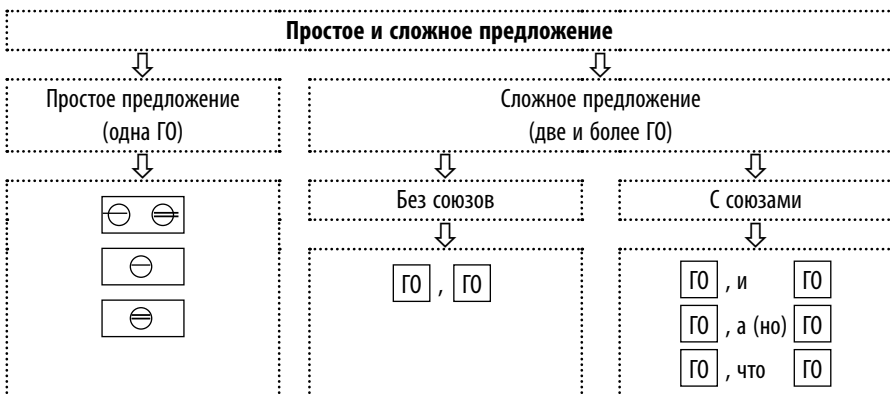 Простое и сложное предложение
Простое предложение
(одна ГО)
Сложное предложение
(две и более ГО)
Без союзов
С союзами
ГО , ГО
ГО , и ГО
ГО , а (но) ГО
ГО , что ГО